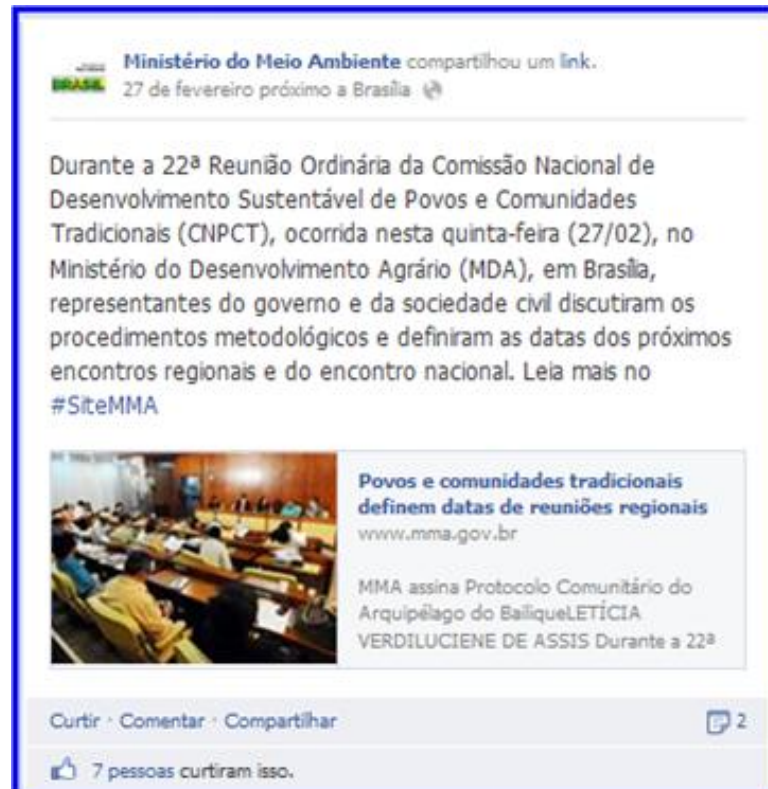 Ministério do Meio Ambiente compartilhou um link.
BRASIL
27 de fevereiro próximo a Brasília
Durante a 22ª Reunião Ordinária da Comissão Nacional de
Desenvolvimento Sustentável de Povos e Comunidades
Tradicionais (CNPCT), ocorrida nesta quinta-feira (27/02), no
Ministério do Desenvolvimento Agrário (MDA), em Brasília,
representantes do governo e da sociedade civil discutiram os
procedimentos metodológicos e definiram as datas dos próximos
encontros regionais e do encontro nacional. Leia mais no
#SiteMMA
Povos e comunidades tradicionais
definem datas de reuniões regionais
www.mma.gov.br
MMA assina Protocolo Comunitário do
Arquipélago do BailiqueLETÍCIA
VERDILUCIENE DE ASSIS Durante a 22ª
Curtir · Comentar · Compartilhar 2
7 pessoas curtiram isso.